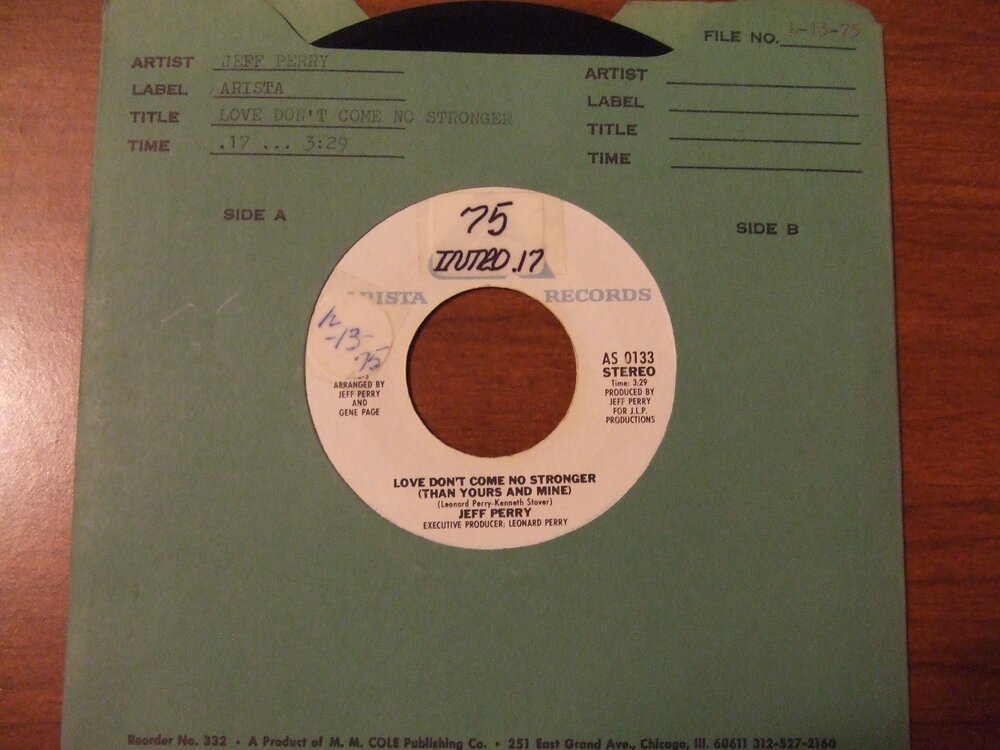 FILE NO. L-13-75
ARTIST JEFF PERRY
LABEL ARISTA
TITLE LOVE DON'T COME NO STRONGER
TIME .17 ... 3:29
ARTIST
LABEL
TITLE
TIME
SIDE A
SIDE B
75
INTRO .17
ARISTA RECORDS
12
-13-
75
ARRANGED BY
JEFF PERRY
AND
GENE PAGE
AS 0133
STEREO
Time: 3:29
PRODUCED BY
JEFF PERRY
FOR J.L.P.
PRODUCTIONS
LOVE DON'T COME NO STRONGER
(THAN YOURS AND MINE)
(Leonard Perry-Kenneth Stover)
JEFF PERRY
EXECUTIVE PRODUCER: LEONARD PERRY
Reorder No. 332 • A Product of M. M. COLE Publishing Co. • 251 East Grand Ave., Chicago, Ill. 60611 312-527-2160